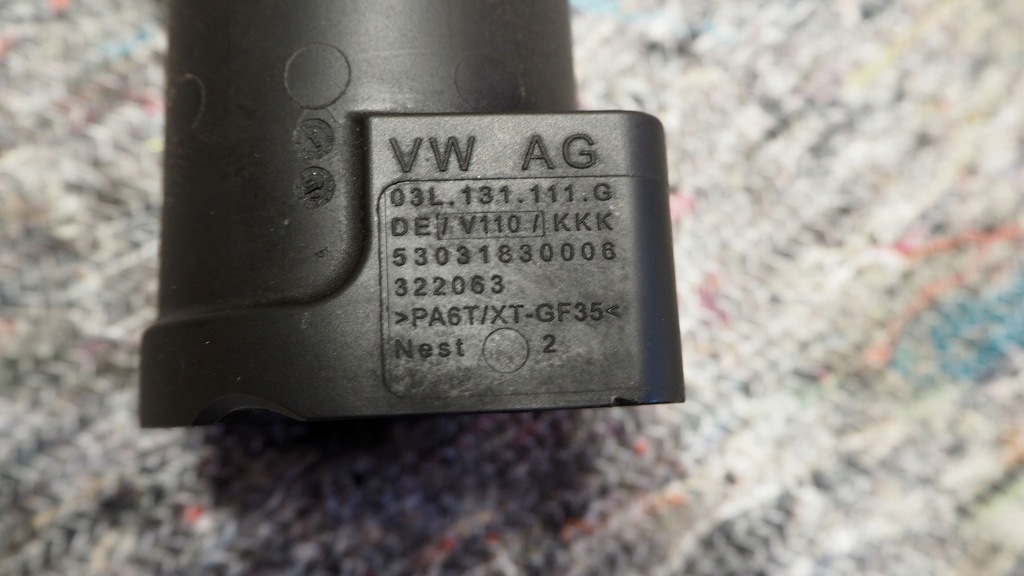 VW AG
03L.131.111.G
DE / V110 / KKK
53031830006
322063
>PA6T/XT-GF35<
Nest 2